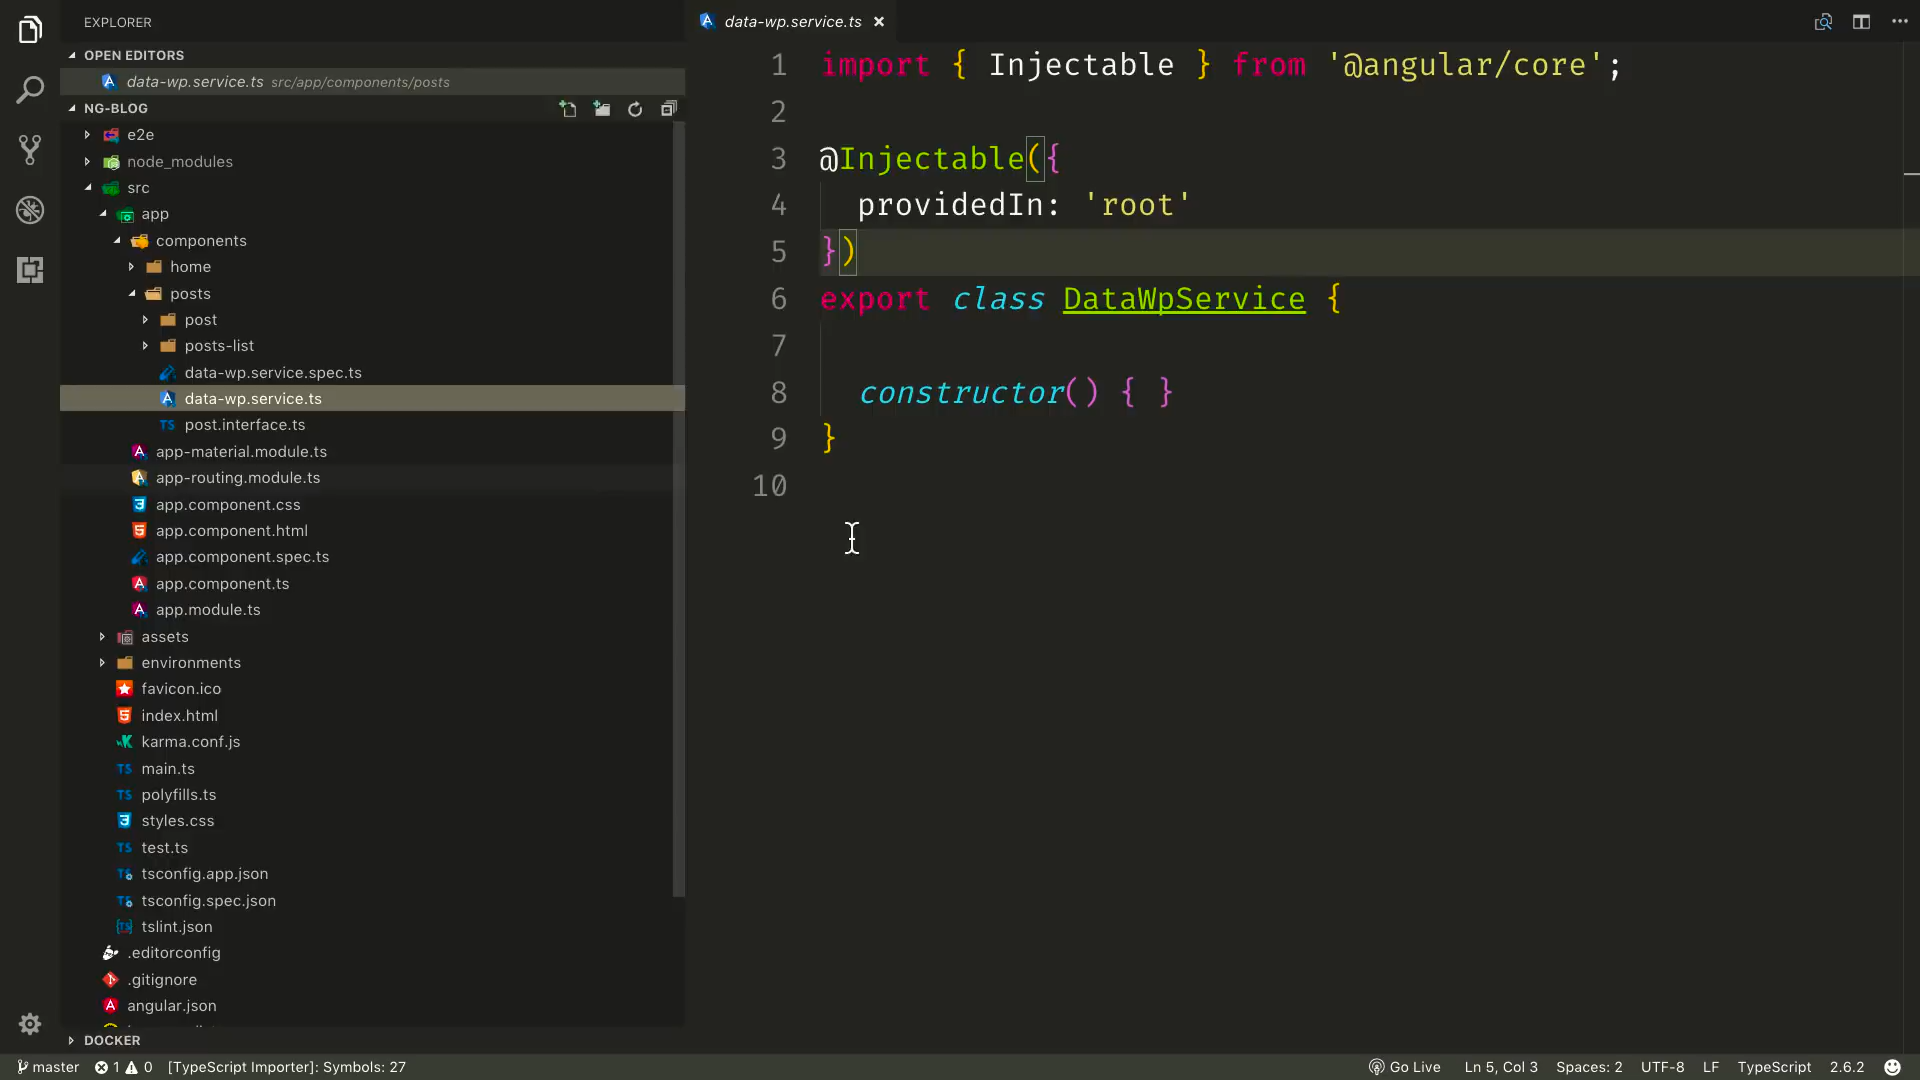 EXPLORER
OPEN EDITORS
data-wp.service.ts src/app/components/posts
NG-BLOG
e2e
node_modules
src
app
components
home
posts
post
posts-list
data-wp.service.spec.ts
data-wp.service.ts
post.interface.ts
app-material.module.ts
app-routing.module.ts
app.component.css
app.component.html
app.component.spec.ts
app.component.ts
app.module.ts
assets
environments
favicon.ico
index.html
karma.conf.js
main.ts
polyfills.ts
styles.css
test.ts
tsconfig.app.json
tsconfig.spec.json
tslint.json
.editorconfig
.gitignore
angular.json
DOCKER
data-wp.service.ts
1 import { Injectable } from '@angular/core';
2
3 @Injectable({
4 providedIn: 'root'
5 })
6 export class DataWpService {
7
8 constructor() { }
9 }
10
master 1 0 [TypeScript Importer]: Symbols: 27 Go Live Ln 5, Col 3 Spaces: 2 UTF-8 LF TypeScript 2.6.2